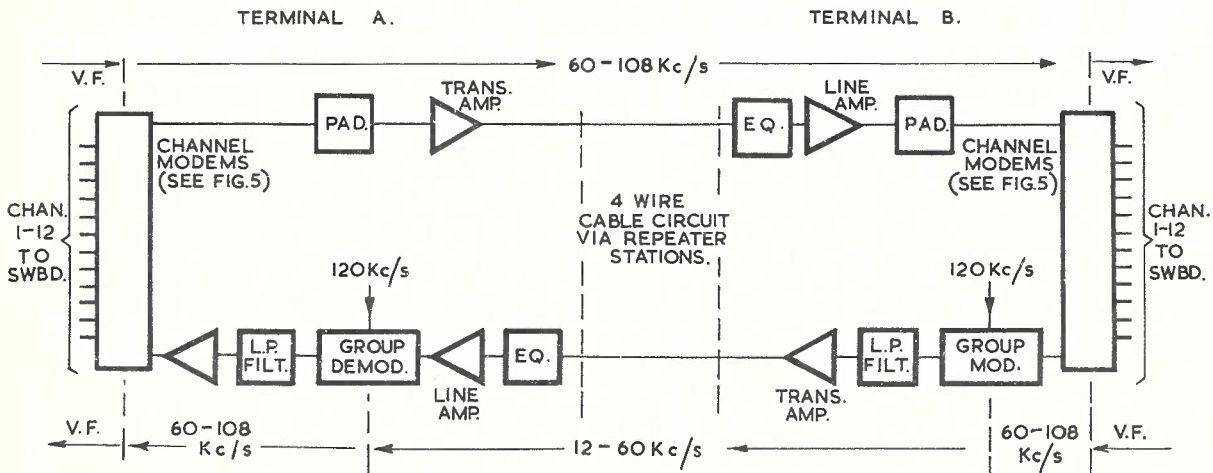 TERMINAL A.
TERMINAL B.
V.F.
60-108 Kc/s
V.F.
TRANS.
AMP.
LINE
AMP.
PAD.
EQ.
PAD.
CHANNEL
MODEMS
(SEE FIG.5)
CHANNEL
MODEMS
(SEE FIG.5)
CHAN.
1-12
TO
SWBD.
4 WIRE
CABLE CIRCUIT
VIA REPEATER
STATIONS.
CHAN.
1-12
TO
SWBD.
120Kc/s
120Kc/s
L.P.
FILT.
GROUP
DEMOD.
EQ.
L.P.
FILT.
GROUP
MOD.
LINE
AMP.
TRANS.
AMP.
V.F.
60-108
Kc/s
12-60Kc/s
60-108
Kc/s
V.F.